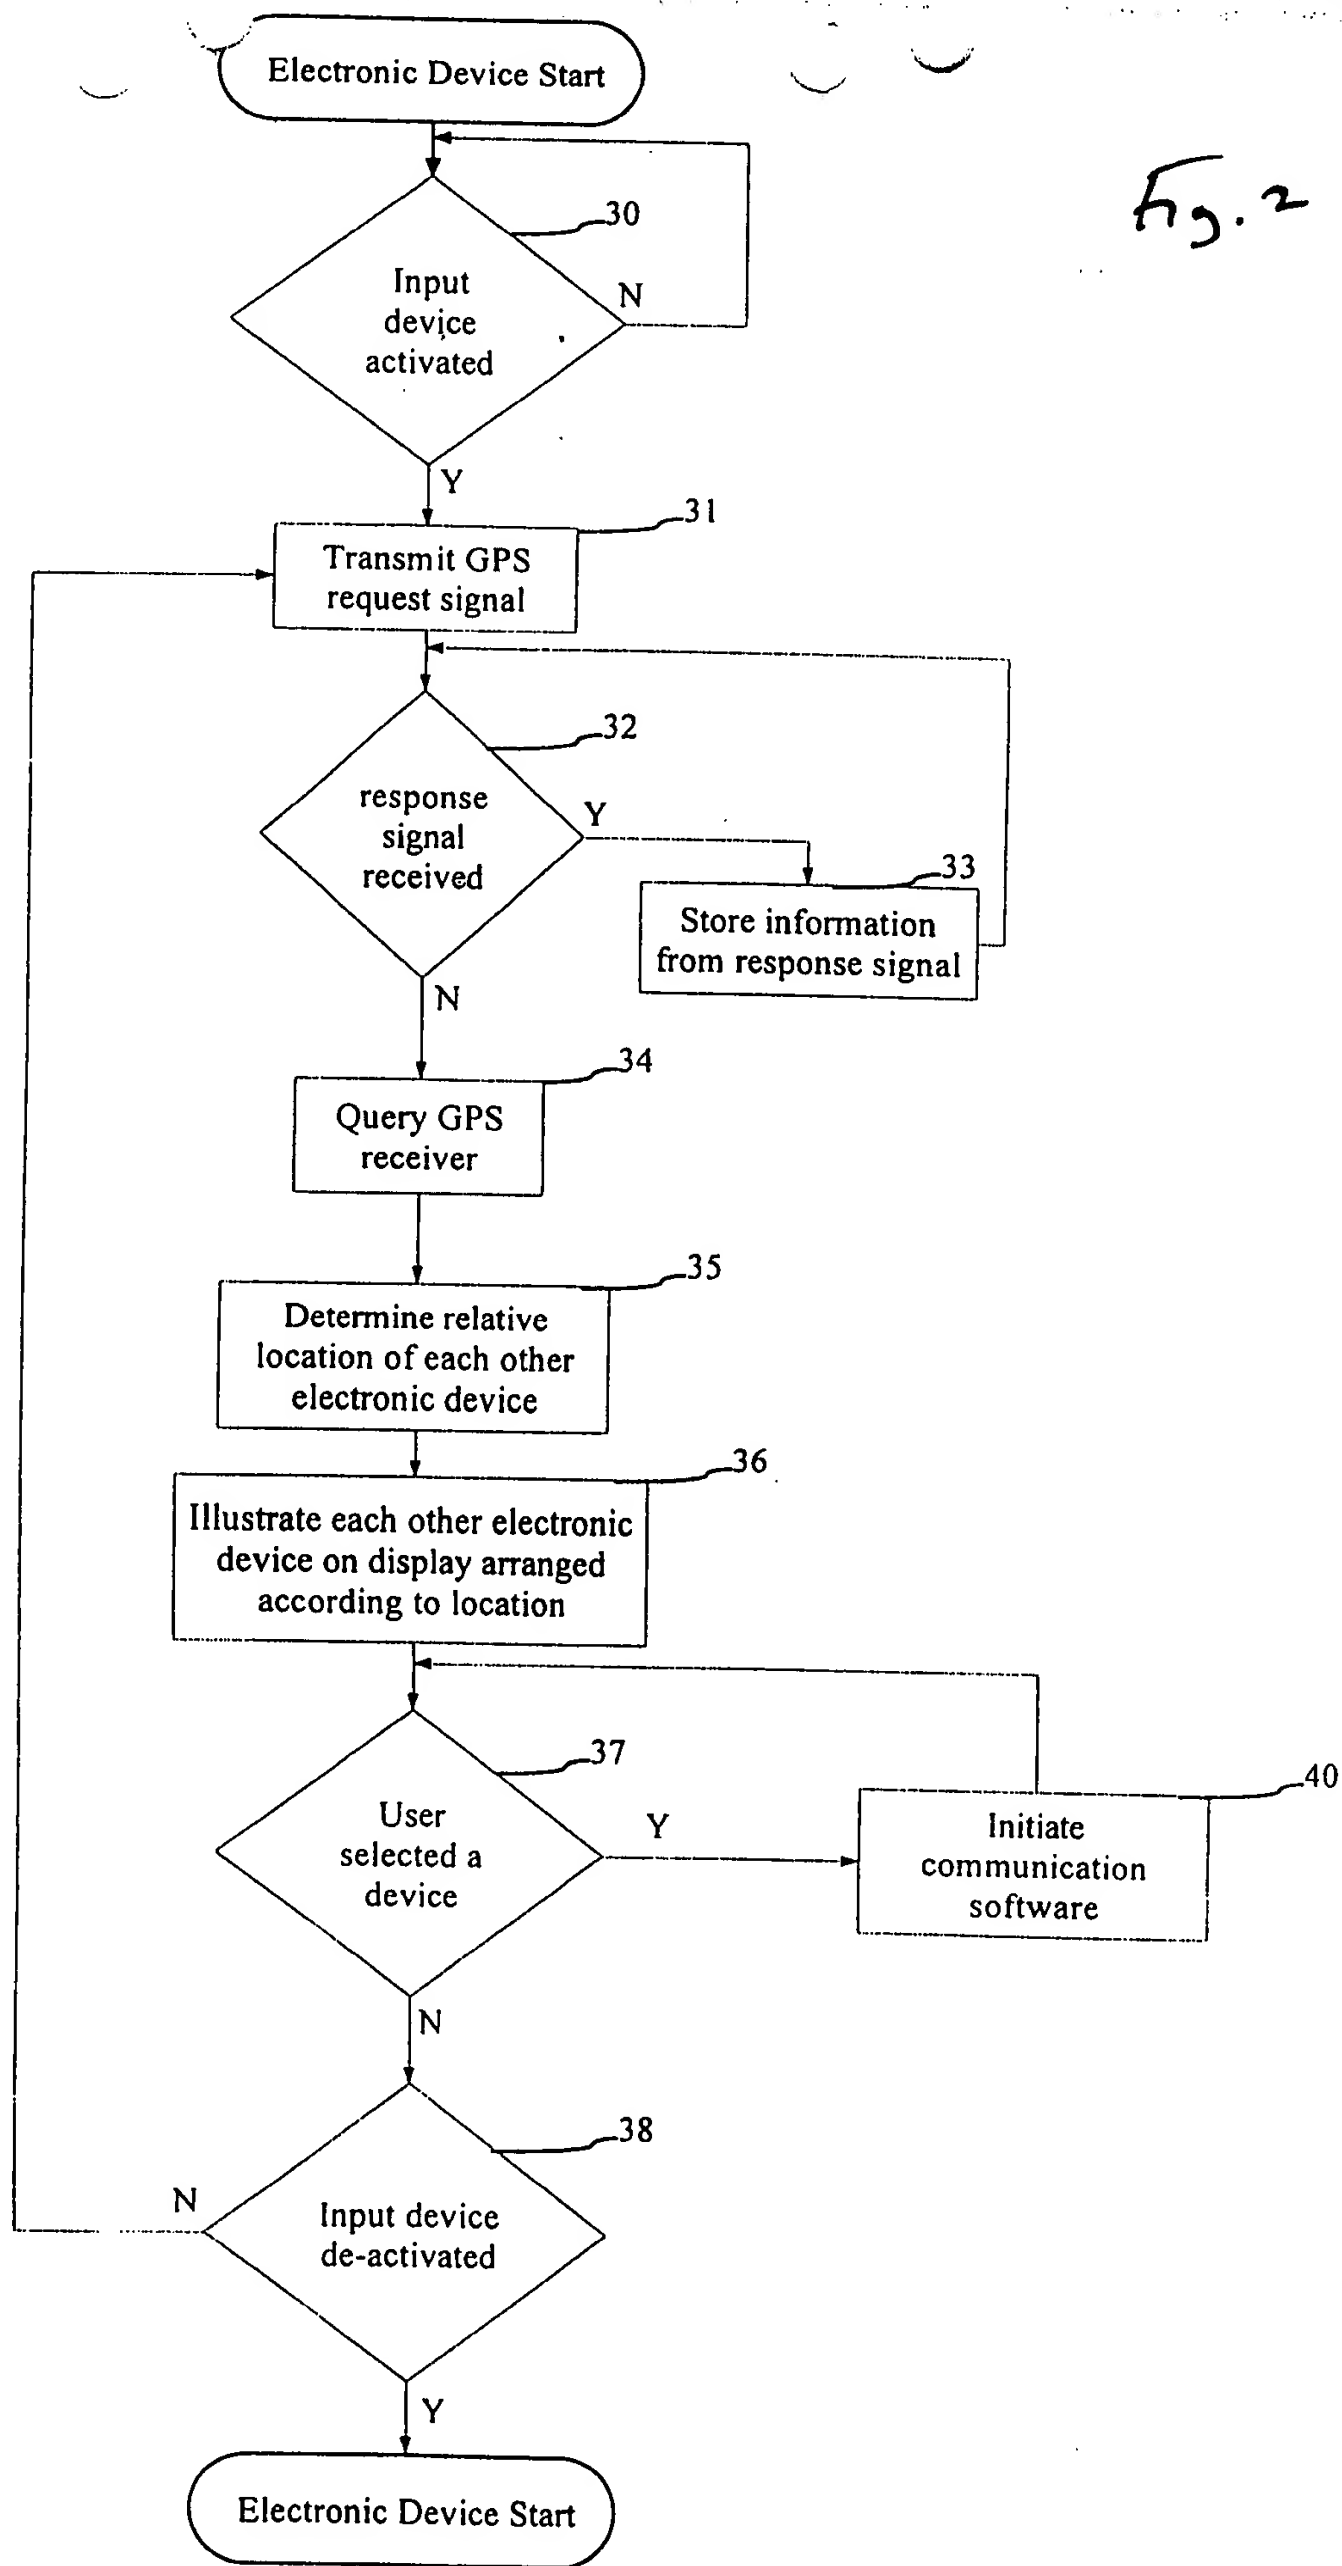 Electronic Device Start
Fig. 2
30
Input
device
activated
N
Y
31
Transmit GPS
request signal
32
response
signal
received
Y
33
Store information
from response signal
N
34
Query GPS
receiver
35
Determine relative
location of each other
electronic device
36
Illustrate each other electronic
device on display arranged
according to location
37
User
selected a
device
Y
40
Initiate
communication
software
N
38
N
Input device
de-activated
Y
Electronic Device Start